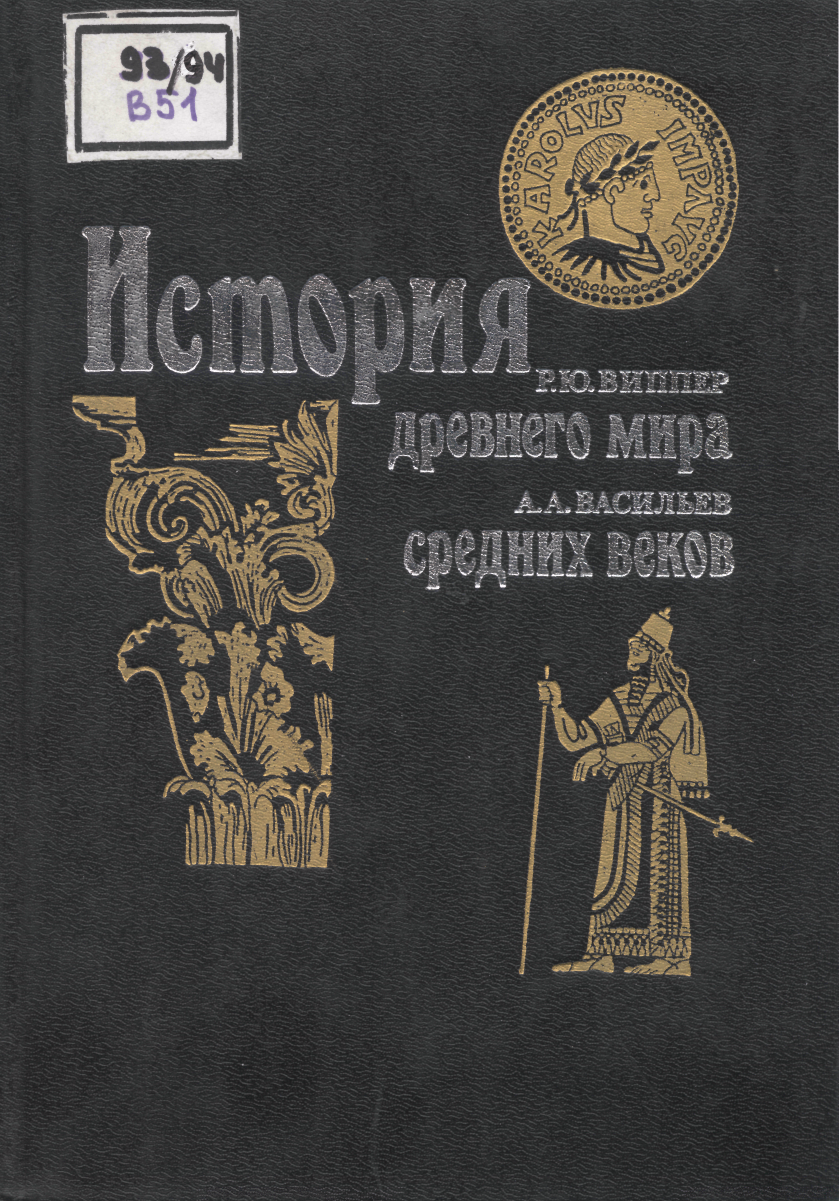 93/94
В51
KAROLVS IMPAVG
История
Р.Ю.ВИППЕР
древнего мира
А.А.ВАСИЛЬЕВ
средних веков